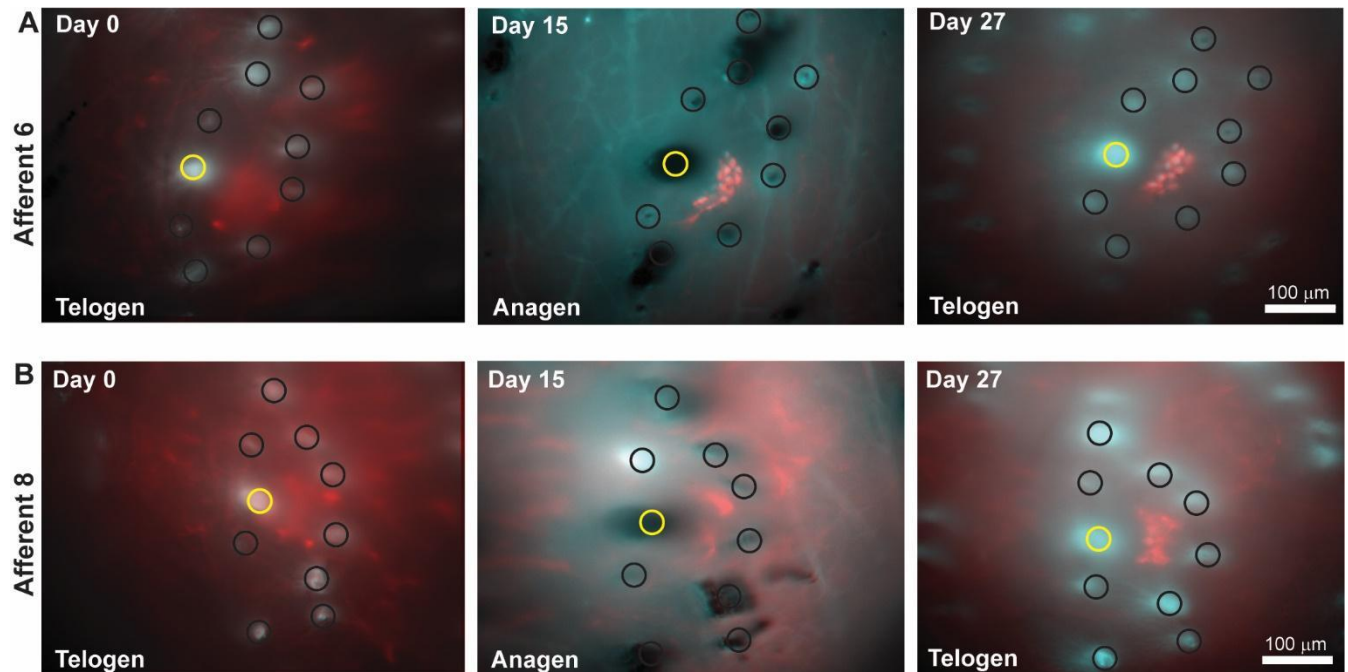 A
Day 0
Day 15
Day 27
Afferent 6
Telogen
Anagen
Telogen
100 μm
B
Day 0
Day 15
Day 27
Afferent 8
Telogen
Anagen
Telogen
100 μm